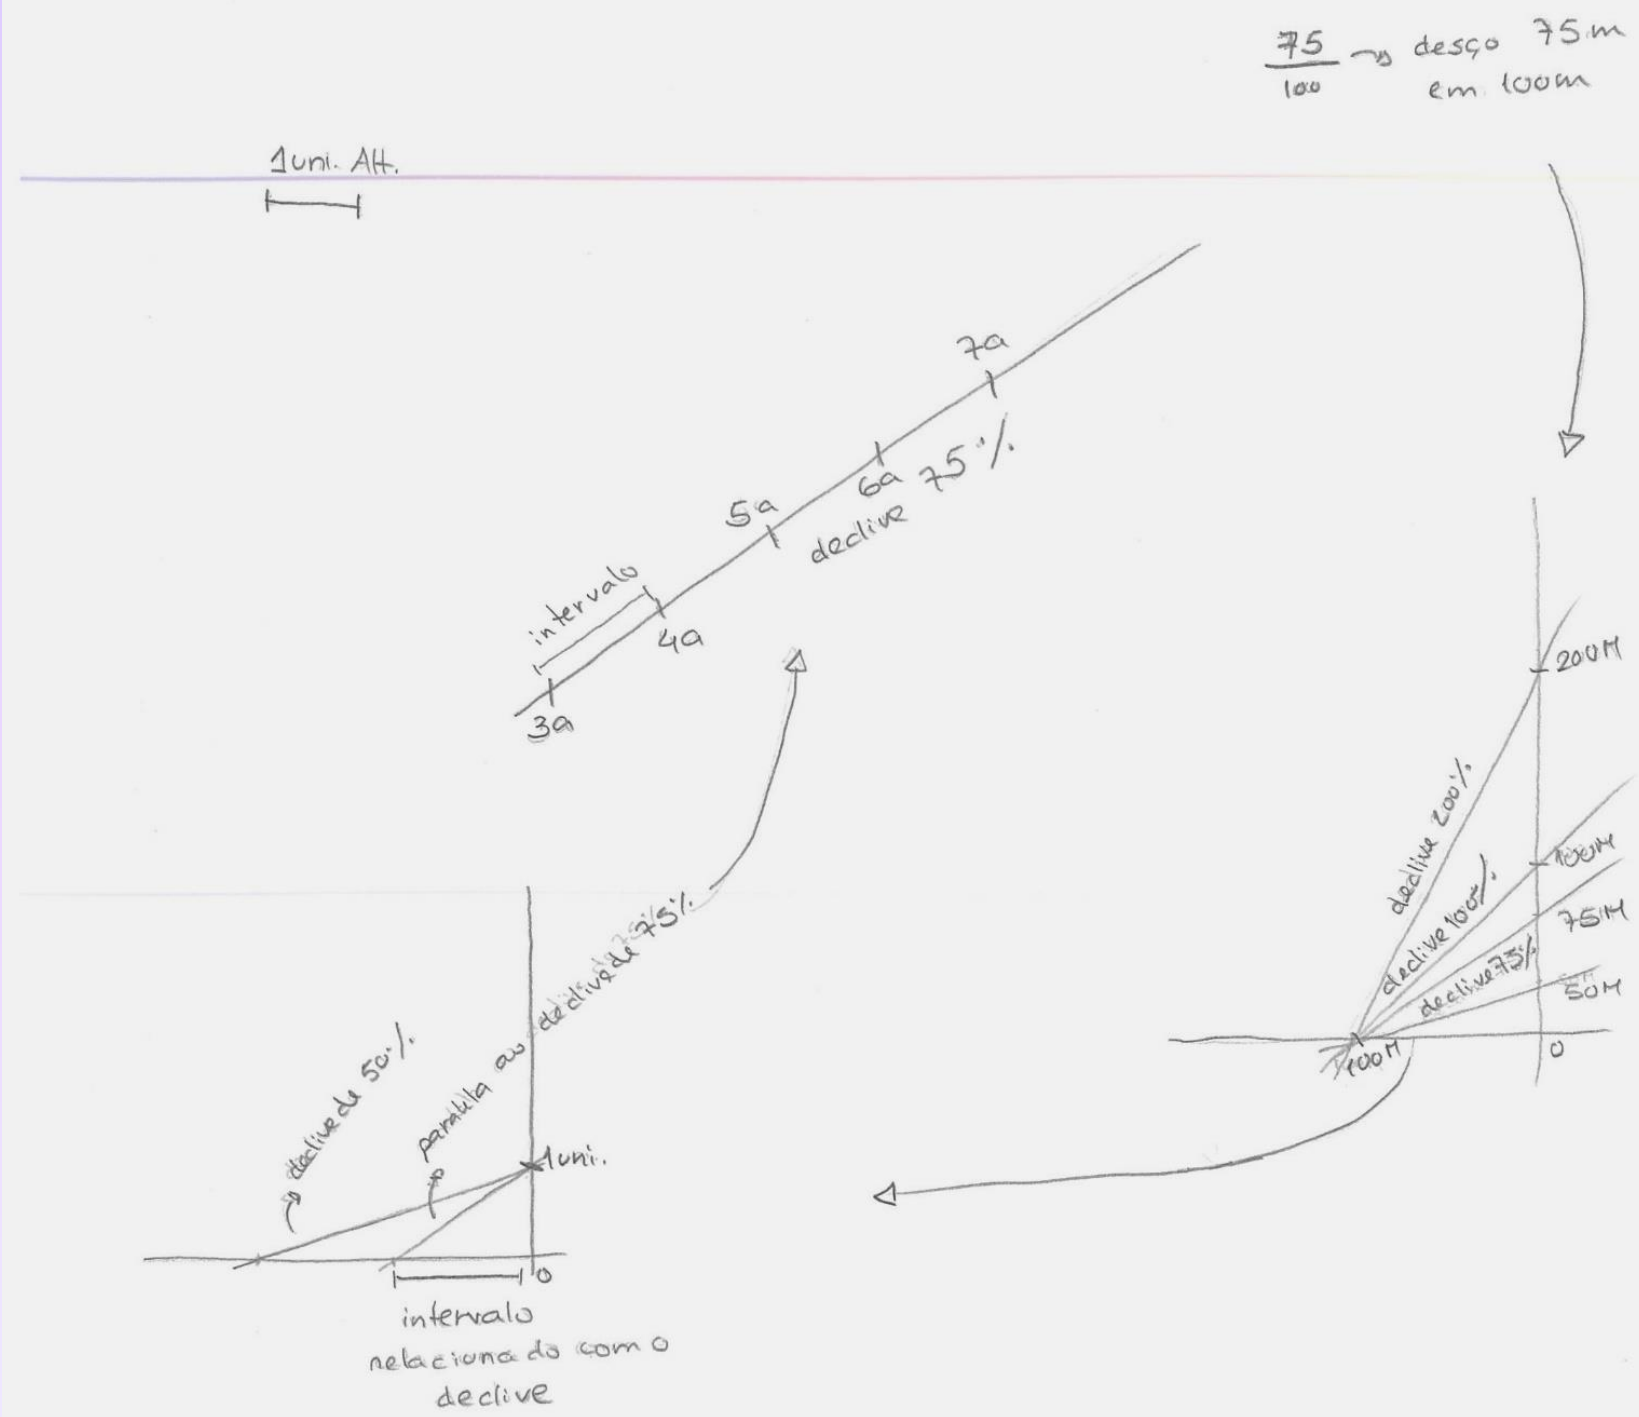 75
100
desço 75m
em 100m
1uni. Alt.
7a
6a
declive 75%
5a
intervalo
4a
3a
200M
declive 200%
100M
declive 100%
75M
declive 75%
50M
100M
0
declive de 50%
paralela ao declive de 75%
1uni.
0
intervalo
relacionado com o
declive